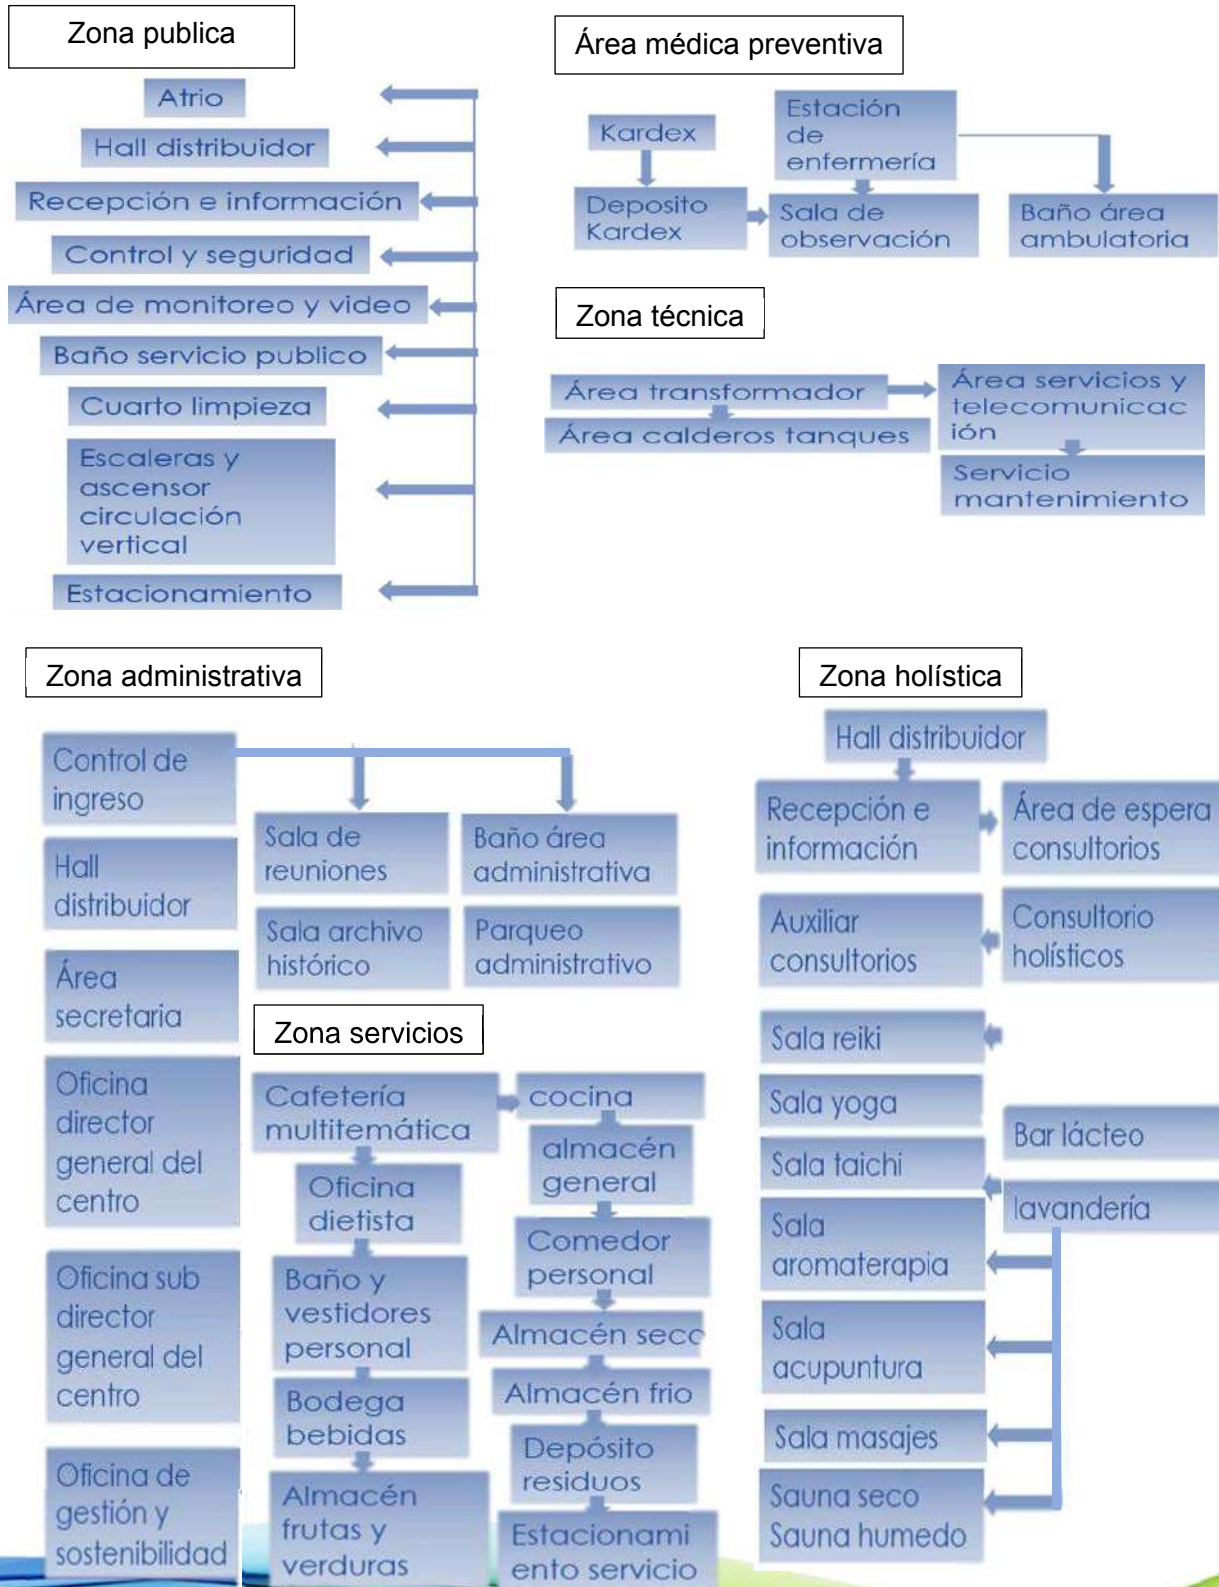 Zona publica
Atrio
Hall distribuidor
Recepción e información
Control y seguridad
Área de monitoreo y video
Baño servicio publico
Cuarto limpieza
Escaleras y
ascensor
circulación
vertical
Estacionamiento
Área médica preventiva
Kardex
Estación
de
enfermería
Deposito
Kardex
Sala de
observación
Baño área
ambulatoria
Zona técnica
Área transformador
Área servicios y
telecomunicac
ión
Área calderos tanques
Servicio
mantenimiento
Zona administrativa
Control de
ingreso
Hall
distribuidor
Área
secretaria
Oficina
director
general del
centro
Oficina sub
director
general del
centro
Oficina de
gestión y
sostenibilidad
Sala de
reuniones
Baño área
administrativa
Sala archivo
histórico
Parqueo
administrativo
Zona servicios
Cafetería
multitemática
Oficina
dietista
Baño y
vestidores
personal
Bodega
bebidas
Almacén
frutas y
verduras
cocina
almacén
general
Comedor
personal
Almacén seco
Almacén frio
Depósito
residuos
Estacionami
ento servicio
Zona holística
Hall distribuidor
Recepción e
información
Área de espera
consultorios
Auxiliar
consultorios
Consultorio
holísticos
Sala reiki
Sala yoga
Sala taichi
Sala
aromaterapia
Sala
acupuntura
Sala masajes
Sauna seco
Sauna humedo
Bar lácteo
lavandería